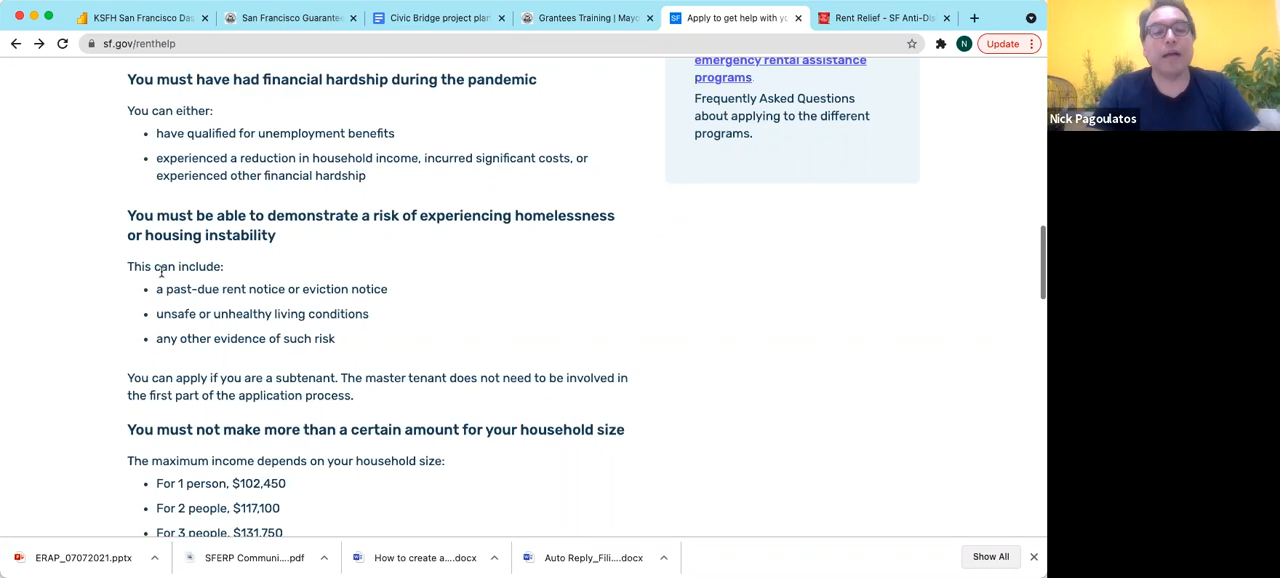 KSFH San Francisco Das
San Francisco Guarantee
Civic Bridge project plan
Grantees Training | Mayo
Apply to get help with yo
Rent Relief - SF Anti-Dis
sf.gov/renthelp
N
Update
emergency rental assistance
programs.
Frequently Asked Questions
about applying to the different
programs.
You must have had financial hardship during the pandemic
You can either:
• have qualified for unemployment benefits
• experienced a reduction in household income, incurred significant costs, or
experienced other financial hardship
You must be able to demonstrate a risk of experiencing homelessness
or housing instability
This can include:
• a past-due rent notice or eviction notice
• unsafe or unhealthy living conditions
• any other evidence of such risk
You can apply if you are a subtenant. The master tenant does not need to be involved in
the first part of the application process.
You must not make more than a certain amount for your household size
The maximum income depends on your household size:
• For 1 person, $102,450
• For 2 people, $117,100
• For 3 people, $131,750
Nick Pagoulatos
ERAP_07072021.pptx
SFERP Communi....pdf
How to create a....docx
Auto Reply_Fili....docx
Show All